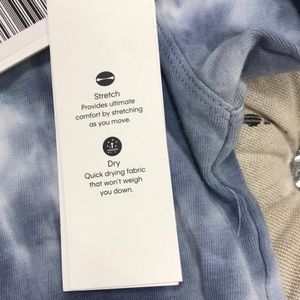 Stretch
Provides ultimate
comfort by stretching
as you move.
Dry
Quick drying fabric
that won't weigh
you down.